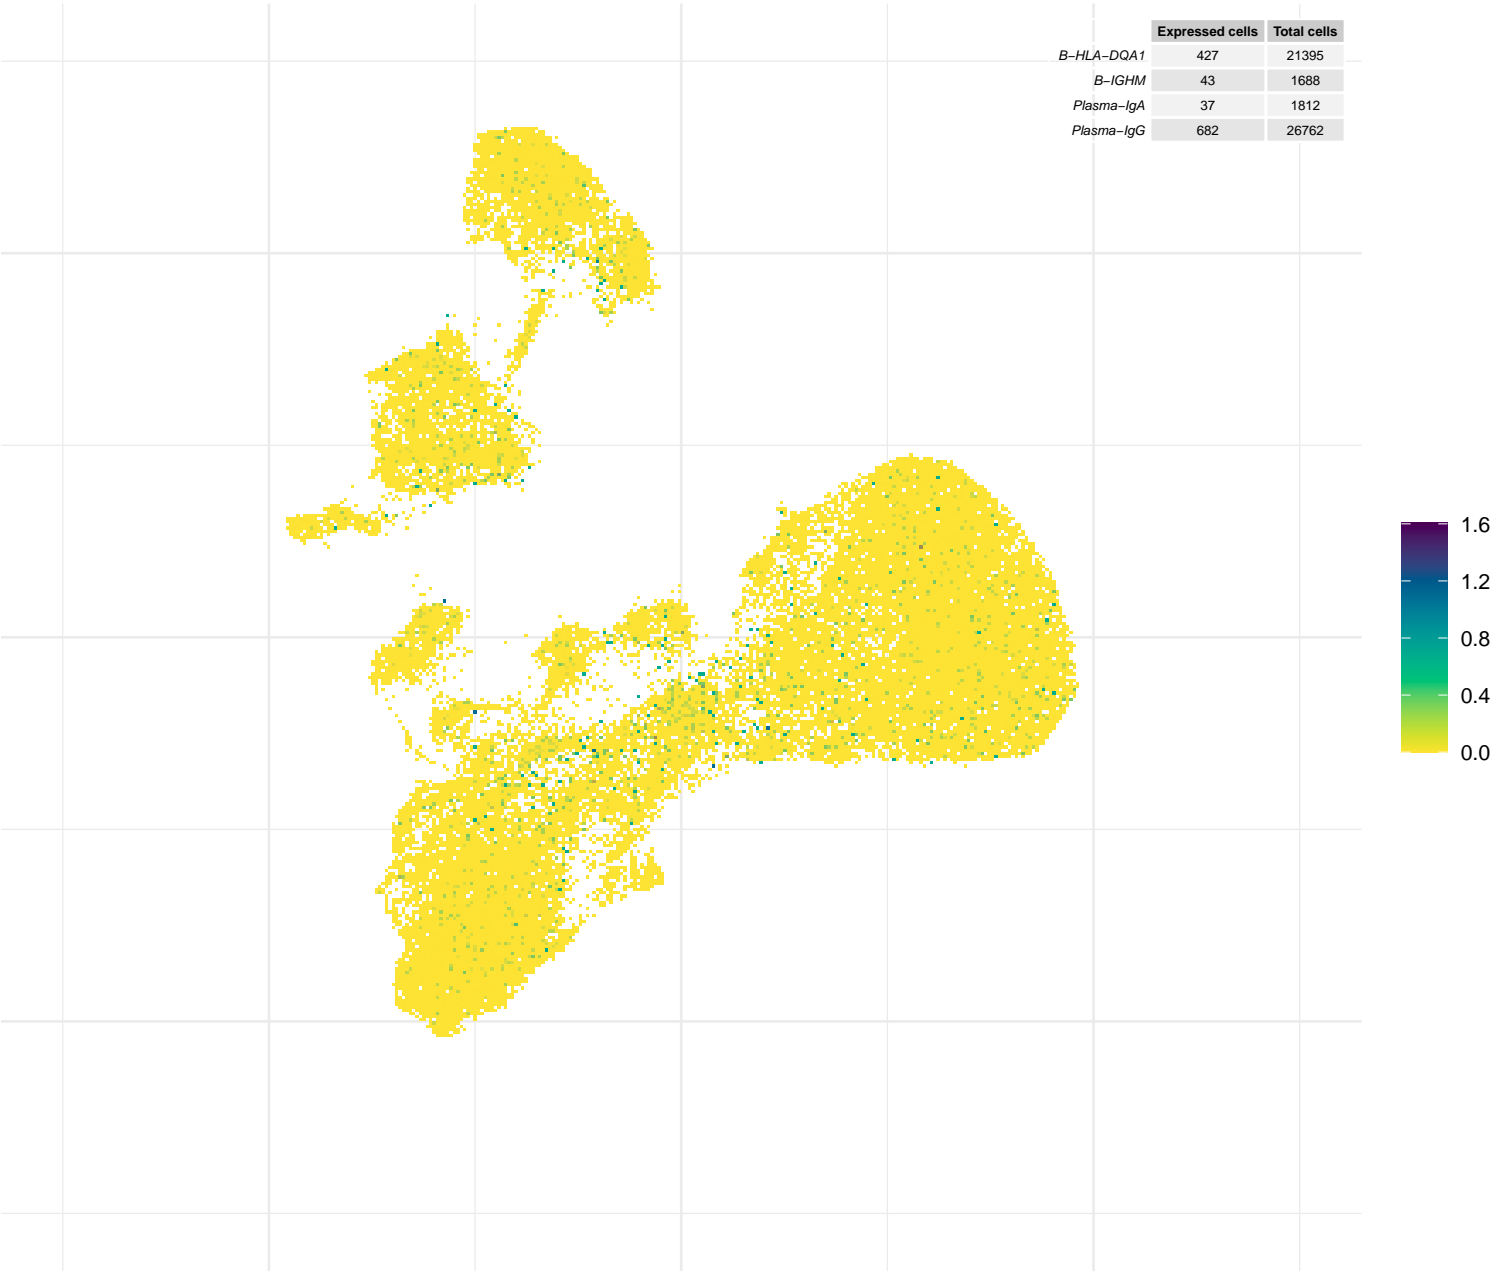 Expressed cells Total cells
B−HLA−DQA1 427 21395
B−IGHM 43 1688
Plasma−IgA 37 1812
Plasma−IgG 682 26762
1.6
1.2
0.8
0.4
0.0